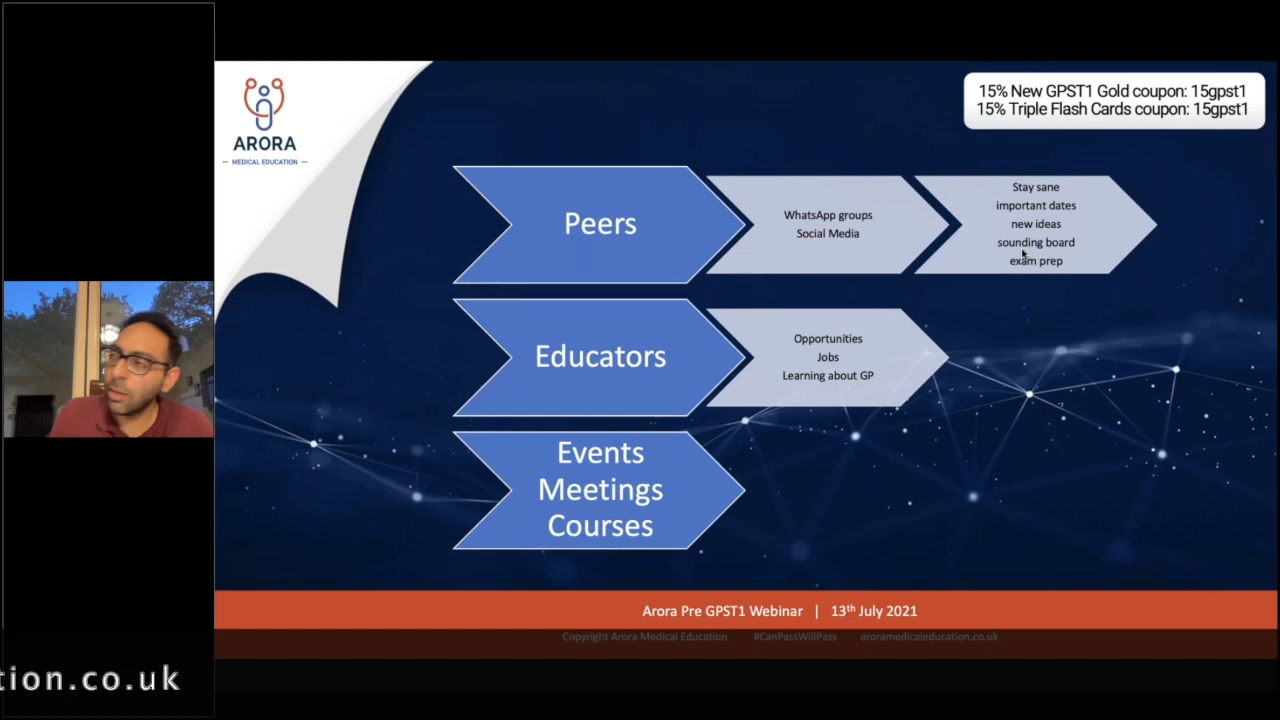 ARORA
MEDICAL EDUCATION
15% New GPST1 Gold coupon: 15gpst1
15% Triple Flash Cards coupon: 15gpst1
Peers
WhatsApp groups
Social Media
Stay sane
important dates
new ideas
sounding board
exam prep
Educators
Opportunities
Jobs
Learning about GP
Events
Meetings
Courses
Arora Pre GPST1 Webinar | 13th July 2021
Copyright Arora Medical Education #CanPassWillPass aroramedicaleducation.co.uk
tion.co.uk